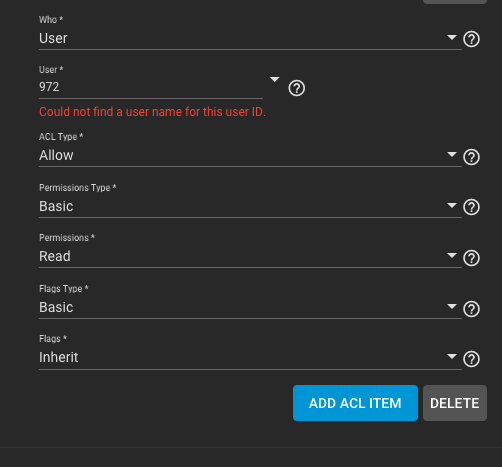 Who *
User
User *
972
Could not find a user name for this user ID.
ACL Type *
Allow
Permissions Type *
Basic
Permissions *
Read
Flags Type *
Basic
Flags *
Inherit
ADD ACL ITEM
DELETE